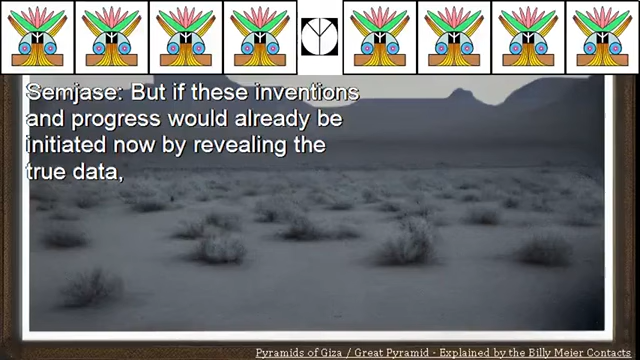 Semjase: But if these inventions
and progress would already be
initiated now by revealing the
true data,
Pyramids of Giza / Great Pyramid - Explained by the Billy Meier Contacts